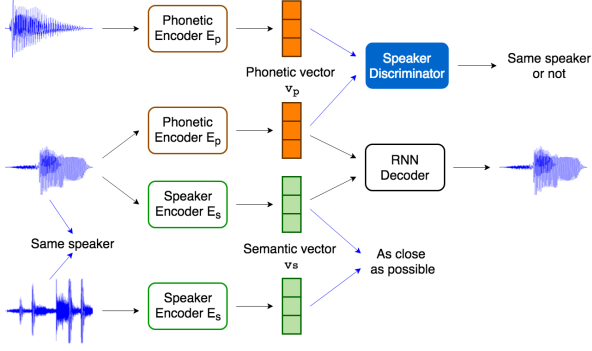 Phonetic
Encoder Ep
Speaker
Discriminator
Same speaker
or not
Phonetic vector
vp
Phonetic
Encoder Ep
RNN
Decoder
Speaker
Encoder Es
Same speaker
Semantic vector
vs
As close
as possible
Speaker
Encoder Es